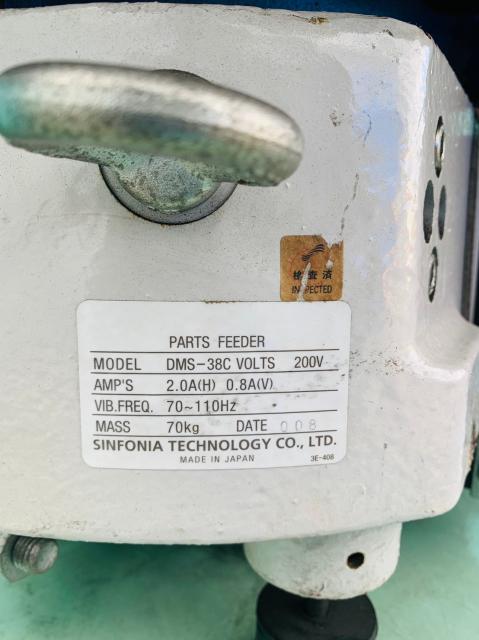 検査済
INSPECTED
PARTS FEEDER
MODEL DMS-38C VOLTS 200V
AMP'S 2.0A(H) 0.8A(V)
VIB.FREQ. 70~110Hz
MASS 70kg DATE 008
SINFONIA TECHNOLOGY CO., LTD.
MADE IN JAPAN 3E-408